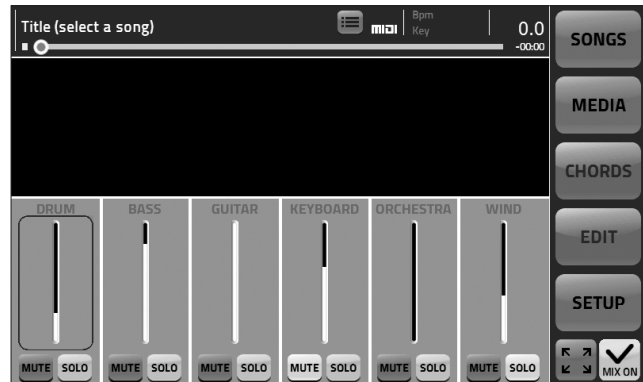 Title (select a song)
midi
Bpm
Key
0.0
-00:00
SONGS
MEDIA
CHORDS
EDIT
SETUP
DRUM BASS GUITAR KEYBOARD ORCHESTRA WIND
MUTE SOLO MUTE SOLO MUTE SOLO MUTE SOLO MUTE SOLO MUTE SOLO
MIX ON